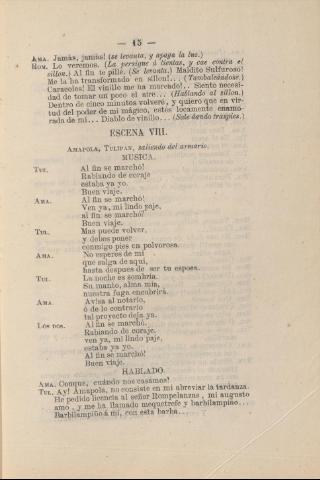 — 15 —
AMA. Jamás, jamás! (se levanta, y apaga la luz.)
ROM. Lo veremos. (La persigue á tientas, y cae contra el
sillon.) Al fin te pillé. (Se levanta.) Maldito Sulfuroso!
Me la ha transformado en sillon!... (Tambaleándose.)
Caracoles! El vinillo me ha mareado!.. Siento necesi-
dad de tomar un poco el aire... (Hablando al sillon.)
Dentro de cinco minutos volveré, y quiero que en vir-
tud del poder de mi mágico, estés locamente enamo-
rada de mí... Diablo de vinillo... (Sale dando traspiés.)
ESCENA VIII.
AMAPOLA, TULIPAN, saliendo del armario.
MUSICA.
TUL. Al fin se marchó!
Rabiando de coraje
estaba ya yo.
Buen viaje.
AMA. Al fin se marchó!
Ven ya, mi lindo paje,
al fin se marchó!
Buen viaje.
TUL. Mas puede volver,
y debes poner
conmigo piés en polvorosa.
AMA. No esperes de mí
que salga de aquí,
hasta despues de ser tu esposa.
TUL. La noche es sombría.
Su manto, alma mia,
nuestra fuga encubrirá.
AMA. Avisa al notario,
ó de lo contrario
tal proyecto deja ya.
LOS DOS. Al fin se marchó.
Rabiando de coraje,
ven ya, mi lindo paje,
estaba ya yo.
Al fin se marchó!
Buen viaje.
HABLADO.
AMA. Conque, cuándo nos casamos?
TUL. Ay! Amapola, no consiste en mi abreviar la tardanza.
He pedido licencia al señor Rompelanzas, mi augusto
amo, y me ha llamado mequetrefe y barbilampiño...
Barbilampiño á mí, con esta barba...